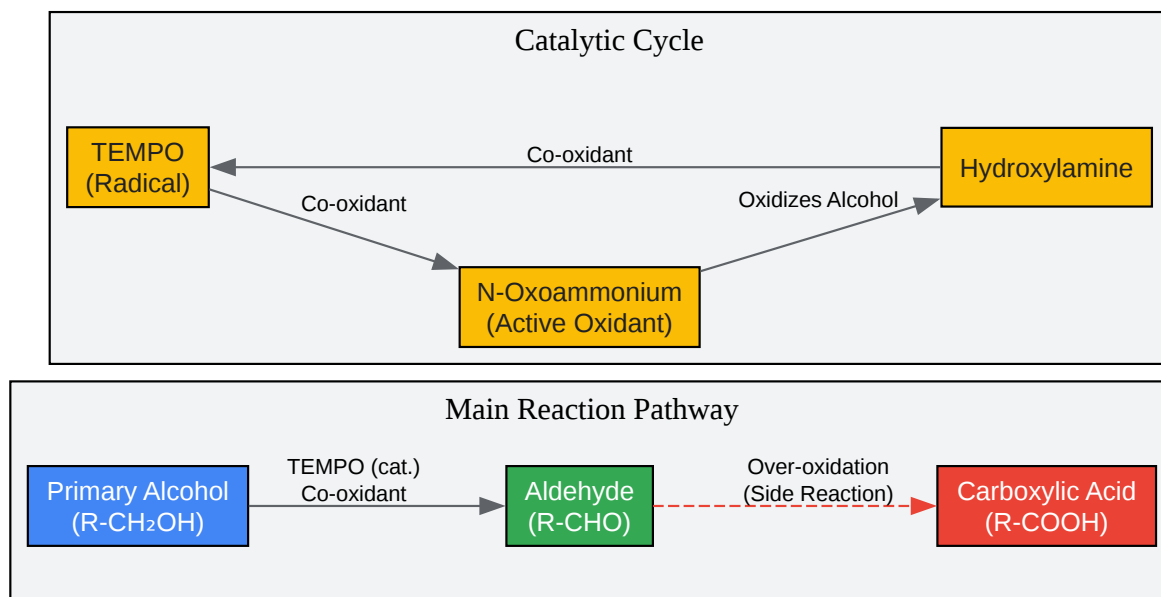 Catalytic Cycle
TEMPO
(Radical)
Co-oxidant
Hydroxylamine
Co-oxidant
Oxidizes Alcohol
N-Oxoammonium
(Active Oxidant)
Main Reaction Pathway
Primary Alcohol
(R-CH₂OH)
TEMPO (cat.)
Co-oxidant
Aldehyde
(R-CHO)
Over-oxidation
(Side Reaction)
Carboxylic Acid
(R-COOH)